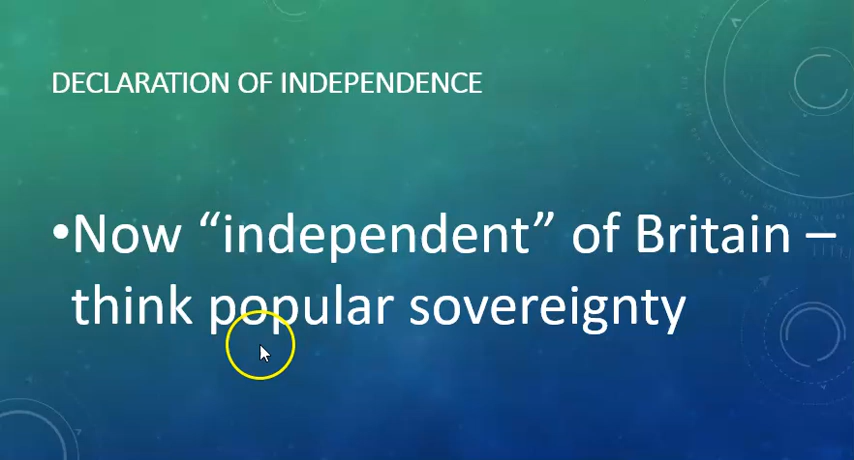 DECLARATION OF INDEPENDENCE
•Now “independent” of Britain –
think popular sovereignty